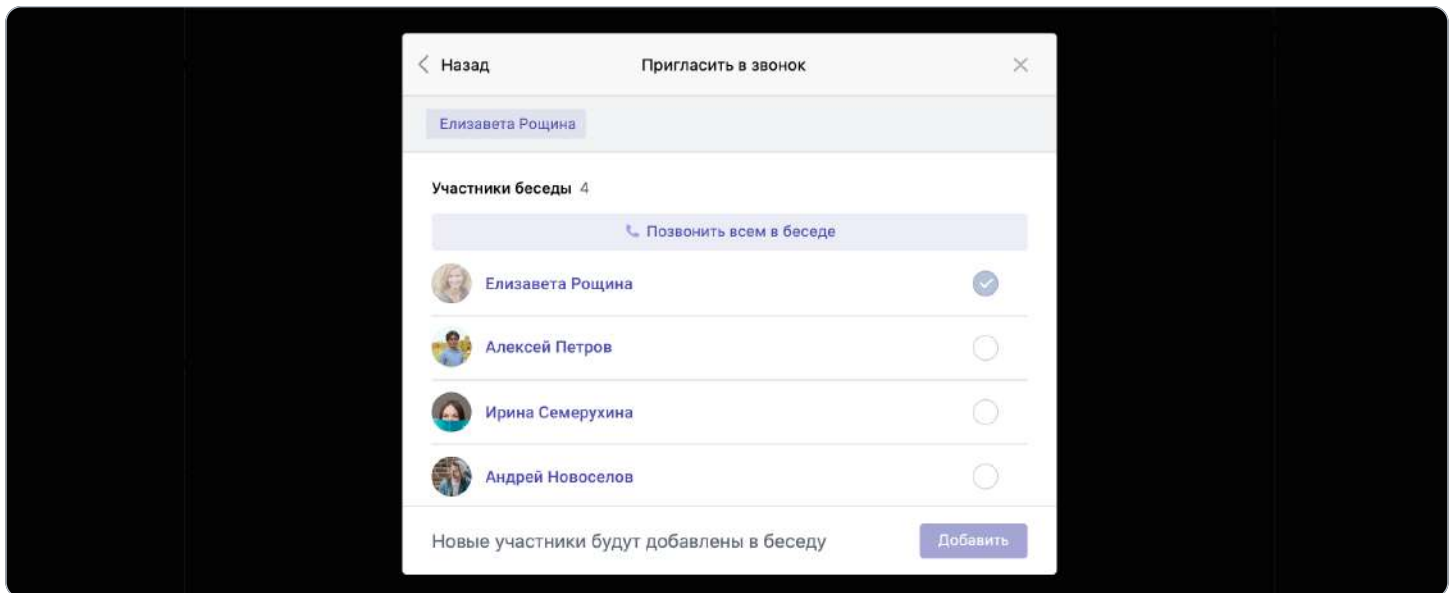 Назад
Пригласить в звонок
Елизавета Рощина
Участники беседы 4
Позвонить всем в беседе
Елизавета Рощина
Алексей Петров
Ирина Семерухина
Андрей Новоселов
Новые участники будут добавлены в беседу
Добавить